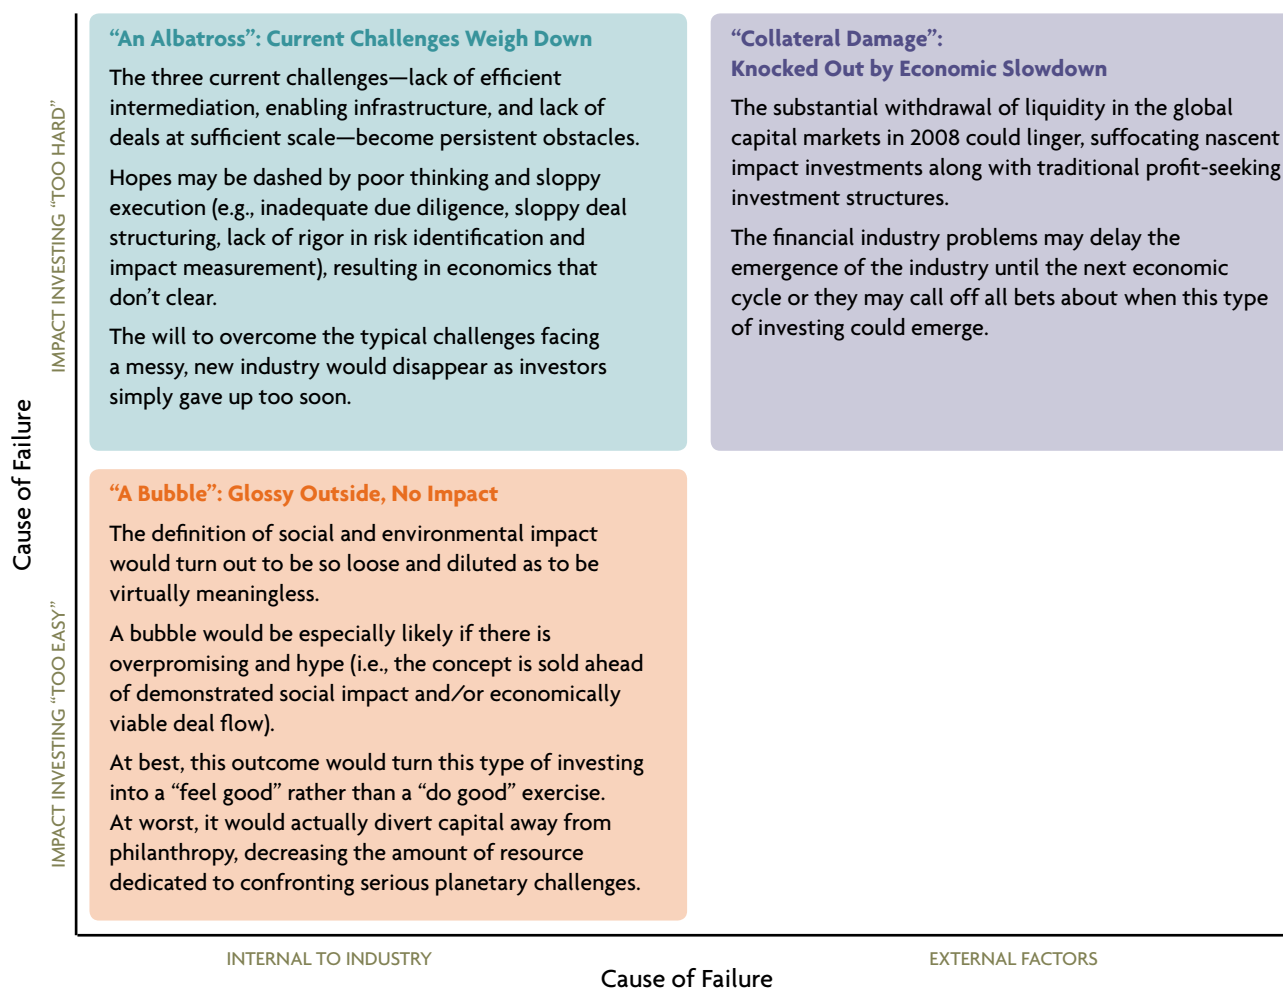 “An Albatross”: Current Challenges Weigh Down
The three current challenges—lack of efficient
intermediation, enabling infrastructure, and lack of
deals at sufficient scale—become persistent obstacles.
Hopes may be dashed by poor thinking and sloppy
execution (e.g., inadequate due diligence, sloppy deal
structuring, lack of rigor in risk identification and
impact measurement), resulting in economics that
don’t clear.
The will to overcome the typical challenges facing
a messy, new industry would disappear as investors
simply gave up too soon.
“Collateral Damage”:
Knocked Out by Economic Slowdown
The substantial withdrawal of liquidity in the global
capital markets in 2008 could linger, suffocating nascent
impact investments along with traditional profit-seeking
investment structures.
The financial industry problems may delay the
emergence of the industry until the next economic
cycle or they may call off all bets about when this type
of investing could emerge.
“A Bubble”: Glossy Outside, No Impact
The definition of social and environmental impact
would turn out to be so loose and diluted as to be
virtually meaningless.
A bubble would be especially likely if there is
overpromising and hype (i.e., the concept is sold ahead
of demonstrated social impact and/or economically
viable deal flow).
At best, this outcome would turn this type of investing
into a “feel good” rather than a “do good” exercise.
At worst, it would actually divert capital away from
philanthropy, decreasing the amount of resource
dedicated to confronting serious planetary challenges.
Cause of Failure
IMPACT INVESTING “TOO HARD”
IMPACT INVESTING “TOO EASY”
INTERNAL TO INDUSTRY
EXTERNAL FACTORS
Cause of Failure